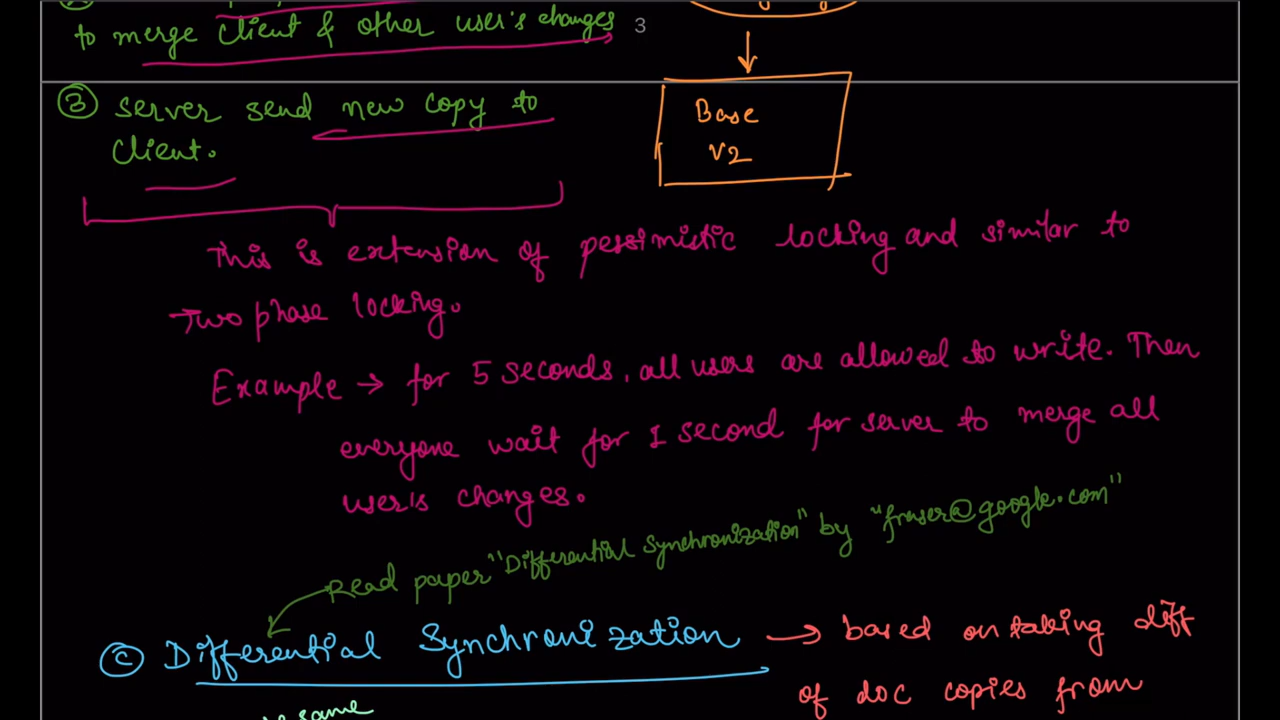 to merge client & other user's changes 3
③ server send new copy to
client.
Base
V2
This is extension of pessimistic locking and similar to
Two phase locking.
Example → for 5 seconds, all users are allowed to write. Then
everyone wait for 1 second for server to merge all
user's changes.
Read paper "Differential Synchronization" by "fraser@google.com"
Ⓒ Differential Synchronization → based on taking diff
of doc copies from
same